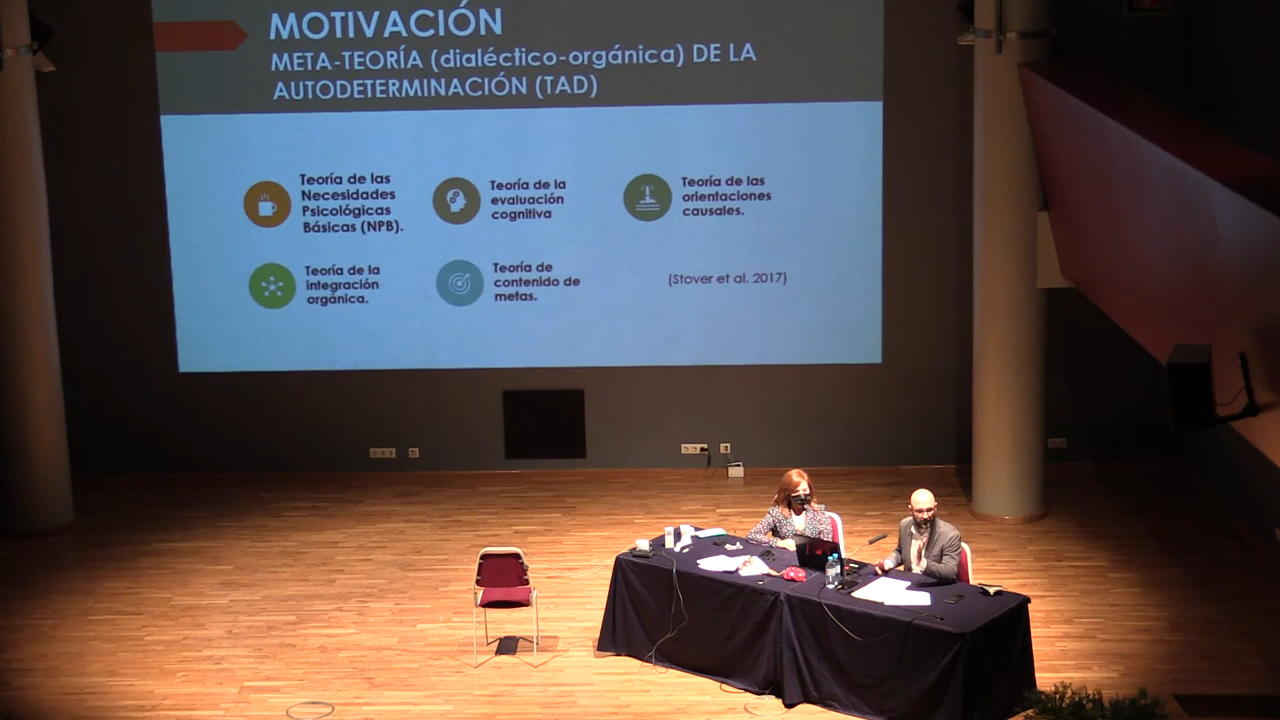 MOTIVACIÓN
META-TEORÍA (dialéctico-orgánica) DE LA
AUTODETERMINACIÓN (TAD)
Teoría de las
Necesidades
Psicológicas
Básicas (NPB).
Teoría de la
evaluación
cognitiva
Teoría de las
orientaciones
causales.
Teoría de la
integración
orgánica.
Teoría de
contenido de
metas.
(Stover et al. 2017)